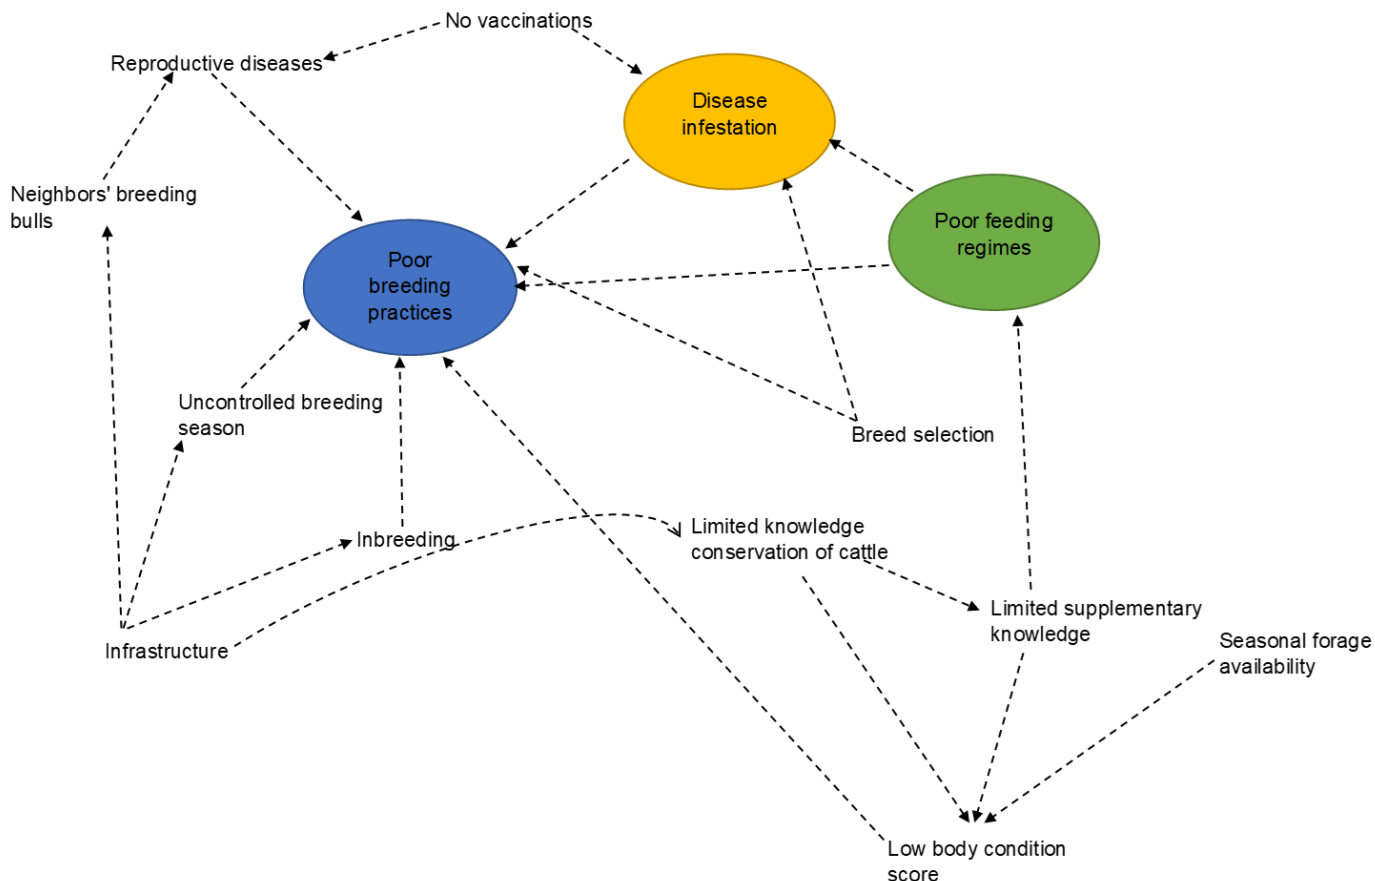 No vaccinations
Reproductive diseases
Disease
infestation
Neighbors' breeding
bulls
Poor feeding
regimes
Poor
breeding
practices
Uncontrolled breeding
season
Breed selection
Inbreeding
Limited knowledge
conservation of cattle
Limited supplementary
knowledge
Infrastructure
Seasonal forage
availability
Low body condition
score